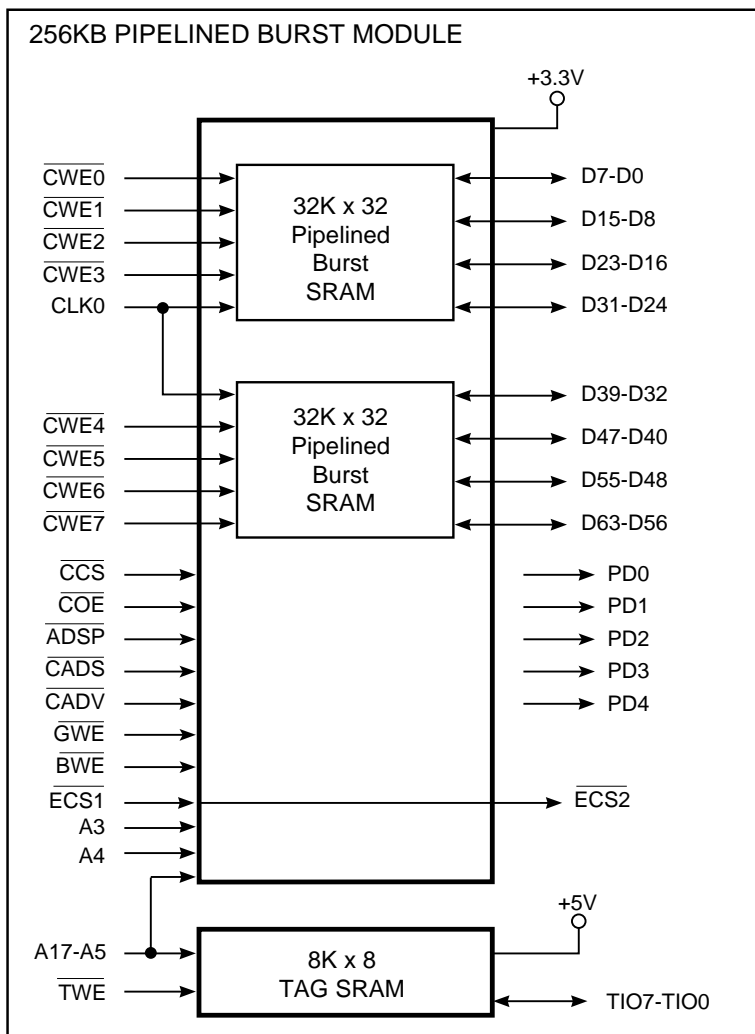 256KB PIPELINED BURST MODULE
+3.3V
CWE0
CWE1
CWE2
CWE3
CLK0
32K x 32
Pipelined
Burst
SRAM
D7-D0
D15-D8
D23-D16
D31-D24
CWE4
CWE5
CWE6
CWE7
32K x 32
Pipelined
Burst
SRAM
D39-D32
D47-D40
D55-D48
D63-D56
CCS
COE
ADSP
CADS
CADV
GWE
BWE
ECS1
A3
A4
PD0
PD1
PD2
PD3
PD4
ECS2
+5V
A17-A5
TWE
8K x 8
TAG SRAM
TIO7-TIO0